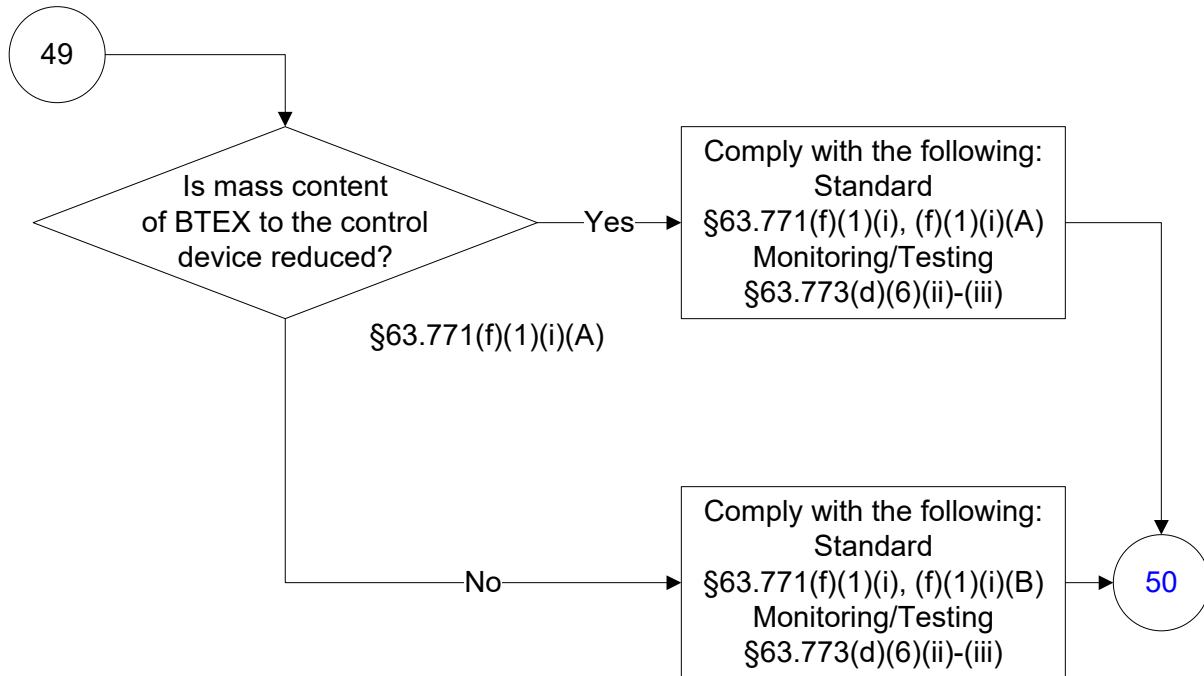 49
Is mass content
of BTEX to the control
device reduced?
Yes
Comply with the following:
Standard
§63.771(f)(1)(i), (f)(1)(i)(A)
Monitoring/Testing
§63.773(d)(6)(ii)-(iii)
§63.771(f)(1)(i)(A)
No
Comply with the following:
Standard
§63.771(f)(1)(i), (f)(1)(i)(B)
Monitoring/Testing
§63.773(d)(6)(ii)-(iii)
50